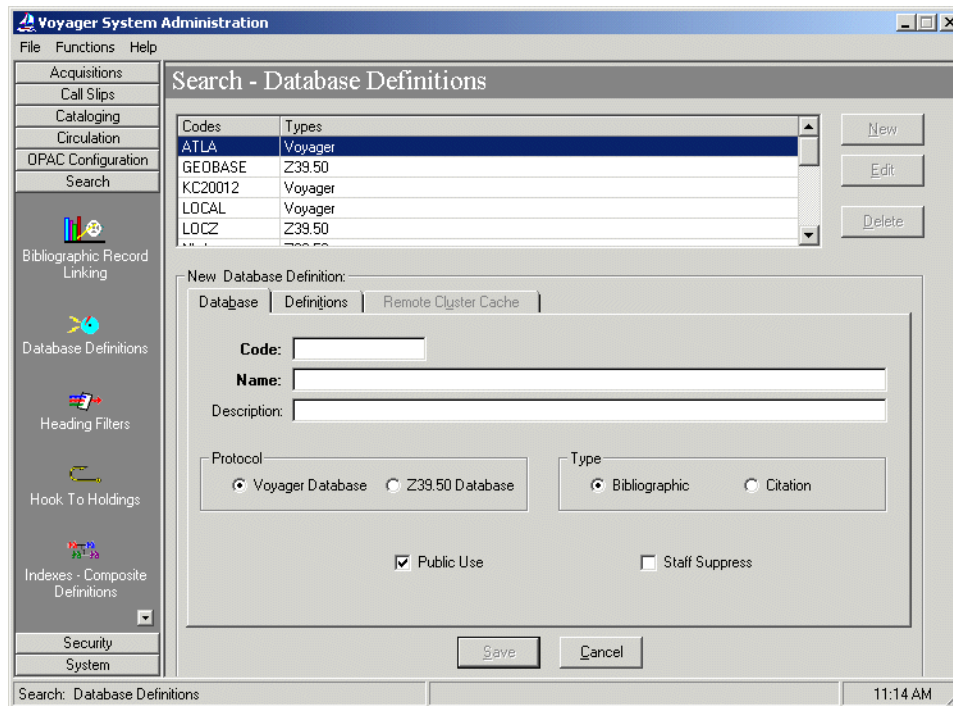 Voyager System Administration
File Functions Help
Acquisitions
Call Slips
Cataloging
Circulation
OPAC Configuration
Search
Bibliographic Record
Linking
Database Definitions
Heading Filters
Hook To Holdings
Indexes - Composite
Definitions
Security
System
Search - Database Definitions
Codes Types
ATLA Voyager
GEOBASE Z39.50
KC20012 Voyager
LOCAL Voyager
LOCZ Z39.50
New
Edit
Delete
New Database Definition:
Database Definitions Remote Cluster Cache
Code:
Name:
Description:
Protocol
Voyager Database Z39.50 Database
Type
Bibliographic Citation
Public Use Staff Suppress
Save Cancel
Search: Database Definitions 11:14 AM